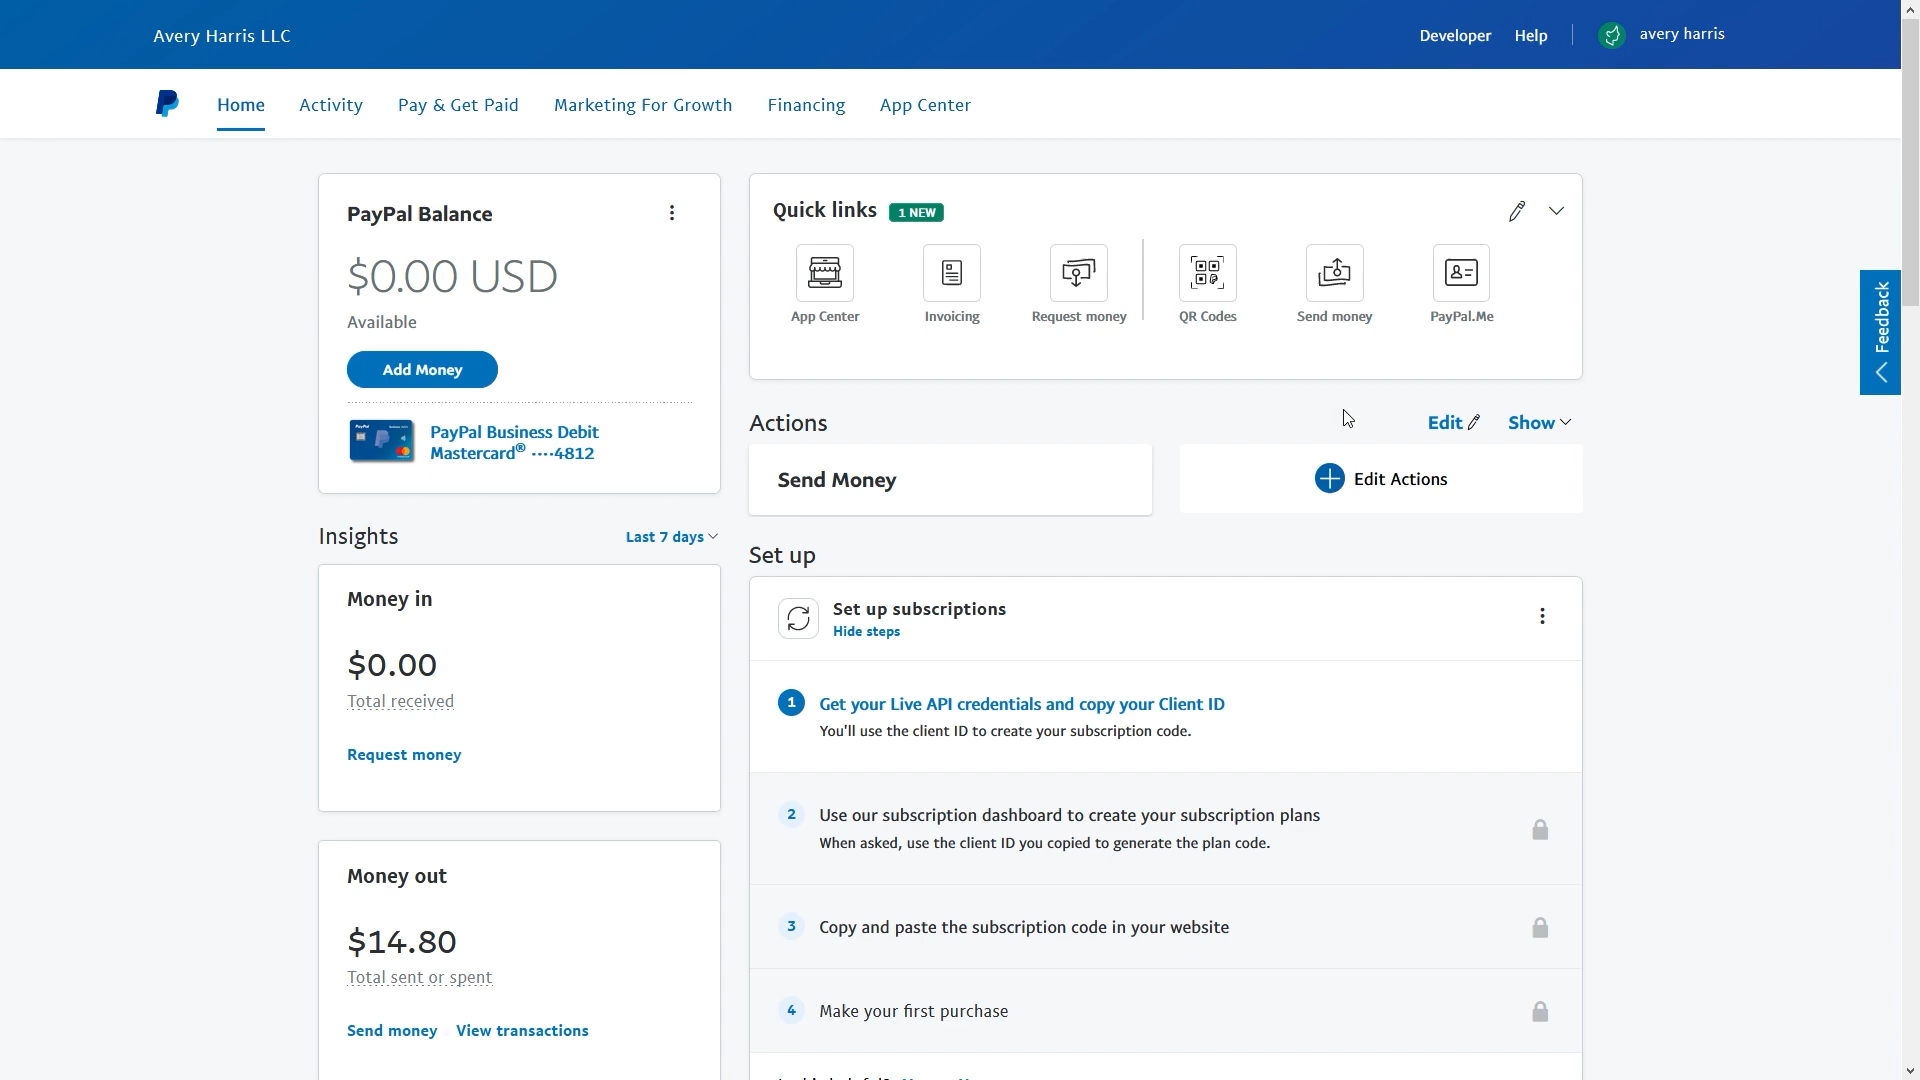 Avery Harris LLC
Developer Help avery harris
Home Activity Pay & Get Paid Marketing For Growth Financing App Center
PayPal Balance
$0.00 USD
Available
Add Money
PayPal Business Debit
Mastercard® ····4812
Quick links 1 NEW
App Center Invoicing Request money QR Codes Send money PayPal.Me
Feedback
Actions Edit Show
Send Money Edit Actions
Insights Last 7 days
Money in
$0.00
Total received
Request money
Money out
$14.80
Total sent or spent
Send money View transactions
Set up
Set up subscriptions
Hide steps
1 Get your Live API credentials and copy your Client ID
You'll use the client ID to create your subscription code.
2 Use our subscription dashboard to create your subscription plans
When asked, use the client ID you copied to generate the plan code.
3 Copy and paste the subscription code in your website
4 Make your first purchase